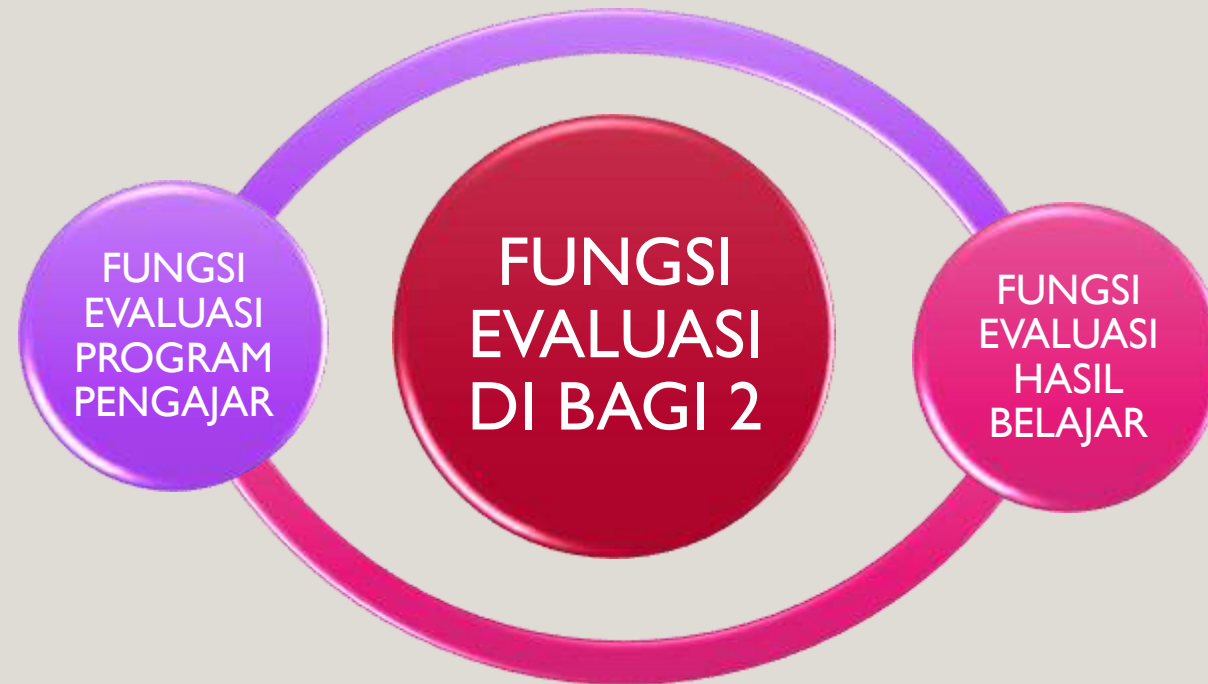 FUNGSI
EVALUASI
PROGRAM
PENGAJAR
FUNGSI
EVALUASI
DI BAGI 2
FUNGSI
EVALUASI
HASIL
BELAJAR